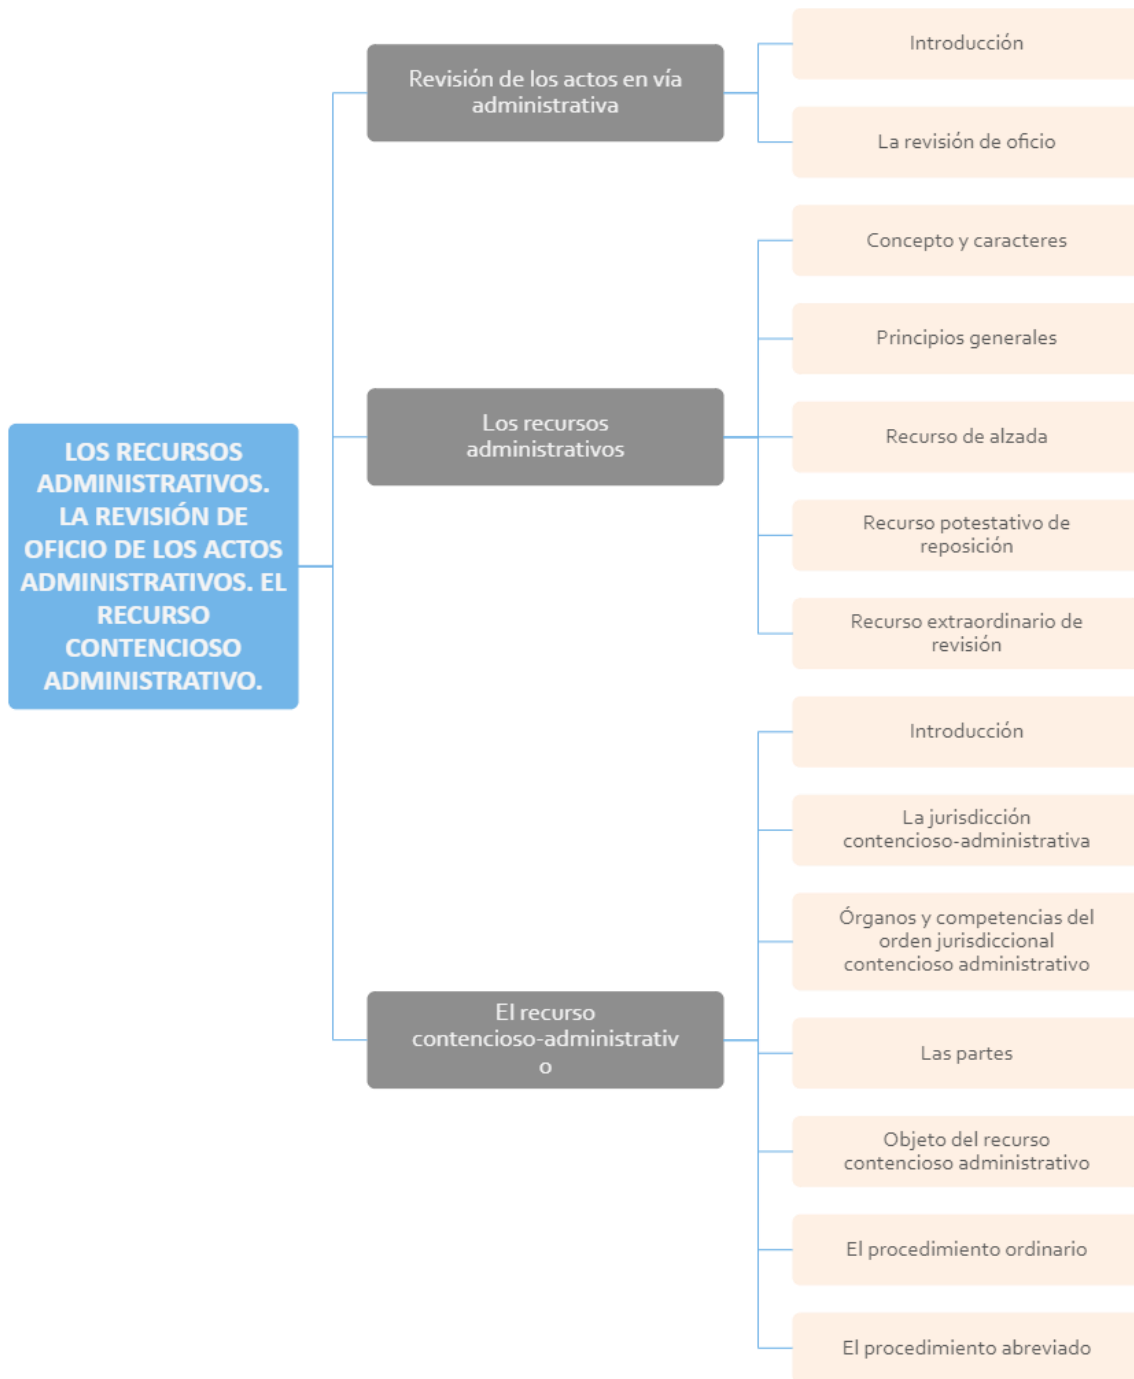 LOS RECURSOS
ADMINISTRATIVOS.
LA REVISIÓN DE
OFICIO DE LOS ACTOS
ADMINISTRATIVOS. EL
RECURSO
CONTENCIOSO
ADMINISTRATIVO.
Revisión de los actos en vía
administrativa
Introducción
La revisión de oficio
Los recursos
administrativos
Concepto y caracteres
Principios generales
Recurso de alzada
Recurso potestativo de
reposición
Recurso extraordinario de
revisión
El recurso
contencioso-administrativ
o
Introducción
La jurisdicción
contencioso-administrativa
Órganos y competencias del
orden jurisdiccional
contencioso administrativo
Las partes
Objeto del recurso
contencioso administrativo
El procedimiento ordinario
El procedimiento abreviado